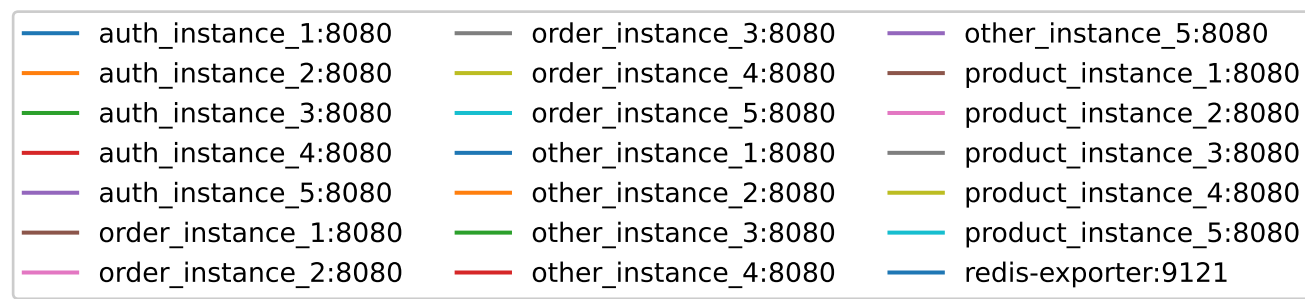 auth_instance_1:8080
auth_instance_2:8080
auth_instance_3:8080
auth_instance_4:8080
auth_instance_5:8080
order_instance_1:8080
order_instance_2:8080
order_instance_3:8080
order_instance_4:8080
order_instance_5:8080
other_instance_1:8080
other_instance_2:8080
other_instance_3:8080
other_instance_4:8080
other_instance_5:8080
product_instance_1:8080
product_instance_2:8080
product_instance_3:8080
product_instance_4:8080
product_instance_5:8080
redis-exporter:9121